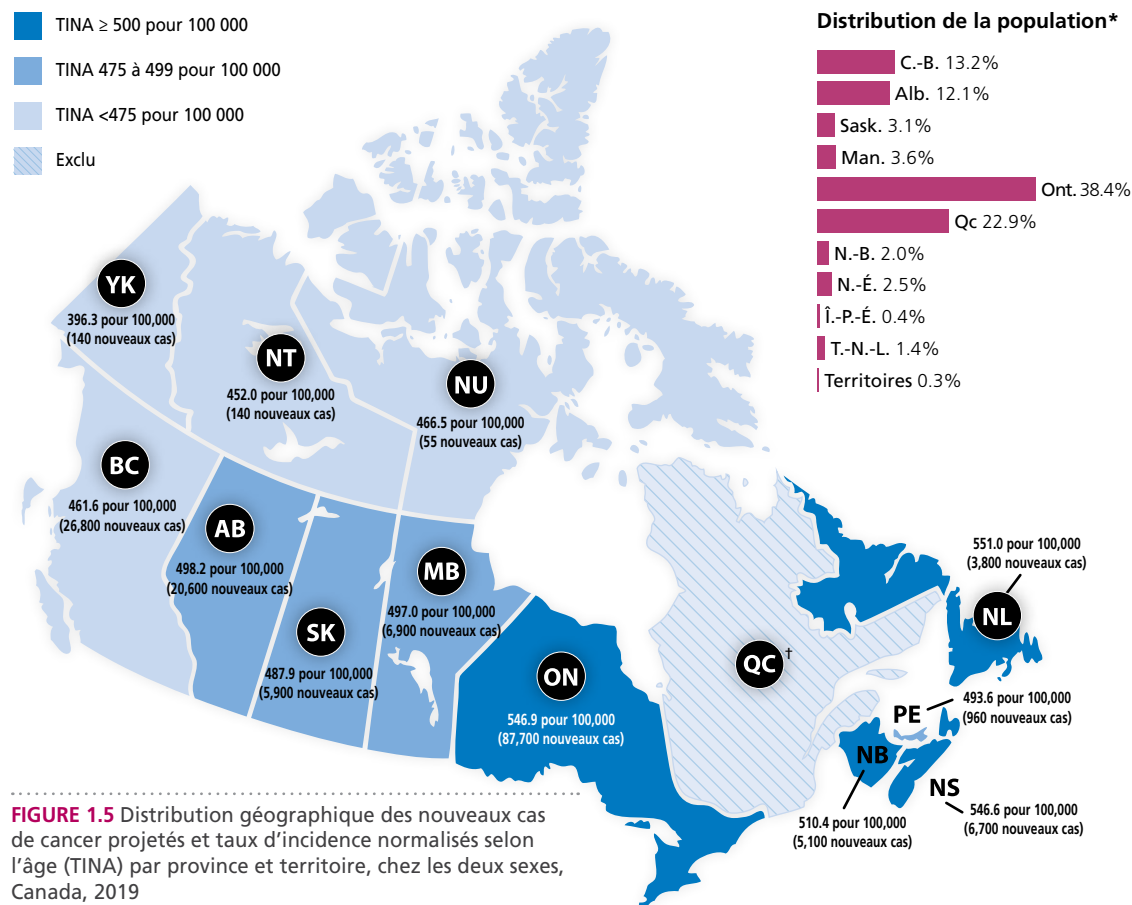 TINA ≥ 500 pour 100 000
TINA 475 à 499 pour 100 000
TINA <475 pour 100 000
Exclu
Distribution de la population*
C.-B. 13.2%
Alb. 12.1%
Sask. 3.1%
Man. 3.6%
Ont. 38.4%
Qc 22.9%
N.-B. 2.0%
N.-É. 2.5%
Î.-P.-É. 0.4%
T.-N.-L. 1.4%
Territoires 0.3%
YK
396.3 pour 100,000
(140 nouveaux cas)
NT
452.0 pour 100,000
(140 nouveaux cas)
NU
466.5 pour 100,000
(55 nouveaux cas)
BC
461.6 pour 100,000
(26,800 nouveaux cas)
AB
498.2 pour 100,000
(20,600 nouveaux cas)
SK
487.9 pour 100,000
(5,900 nouveaux cas)
MB
497.0 pour 100,000
(6,900 nouveaux cas)
ON
546.9 pour 100,000
(87,700 nouveaux cas)
QC †
551.0 pour 100,000
(3,800 nouveaux cas)
NL
PE
493.6 pour 100,000
(960 nouveaux cas)
NB
510.4 pour 100,000
(5,100 nouveaux cas)
NS
546.6 pour 100,000
(6,700 nouveaux cas)
FIGURE 1.5 Distribution géographique des nouveaux cas
de cancer projetés et taux d'incidence normalisés selon
l'âge (TINA) par province et territoire, chez les deux sexes,
Canada, 2019